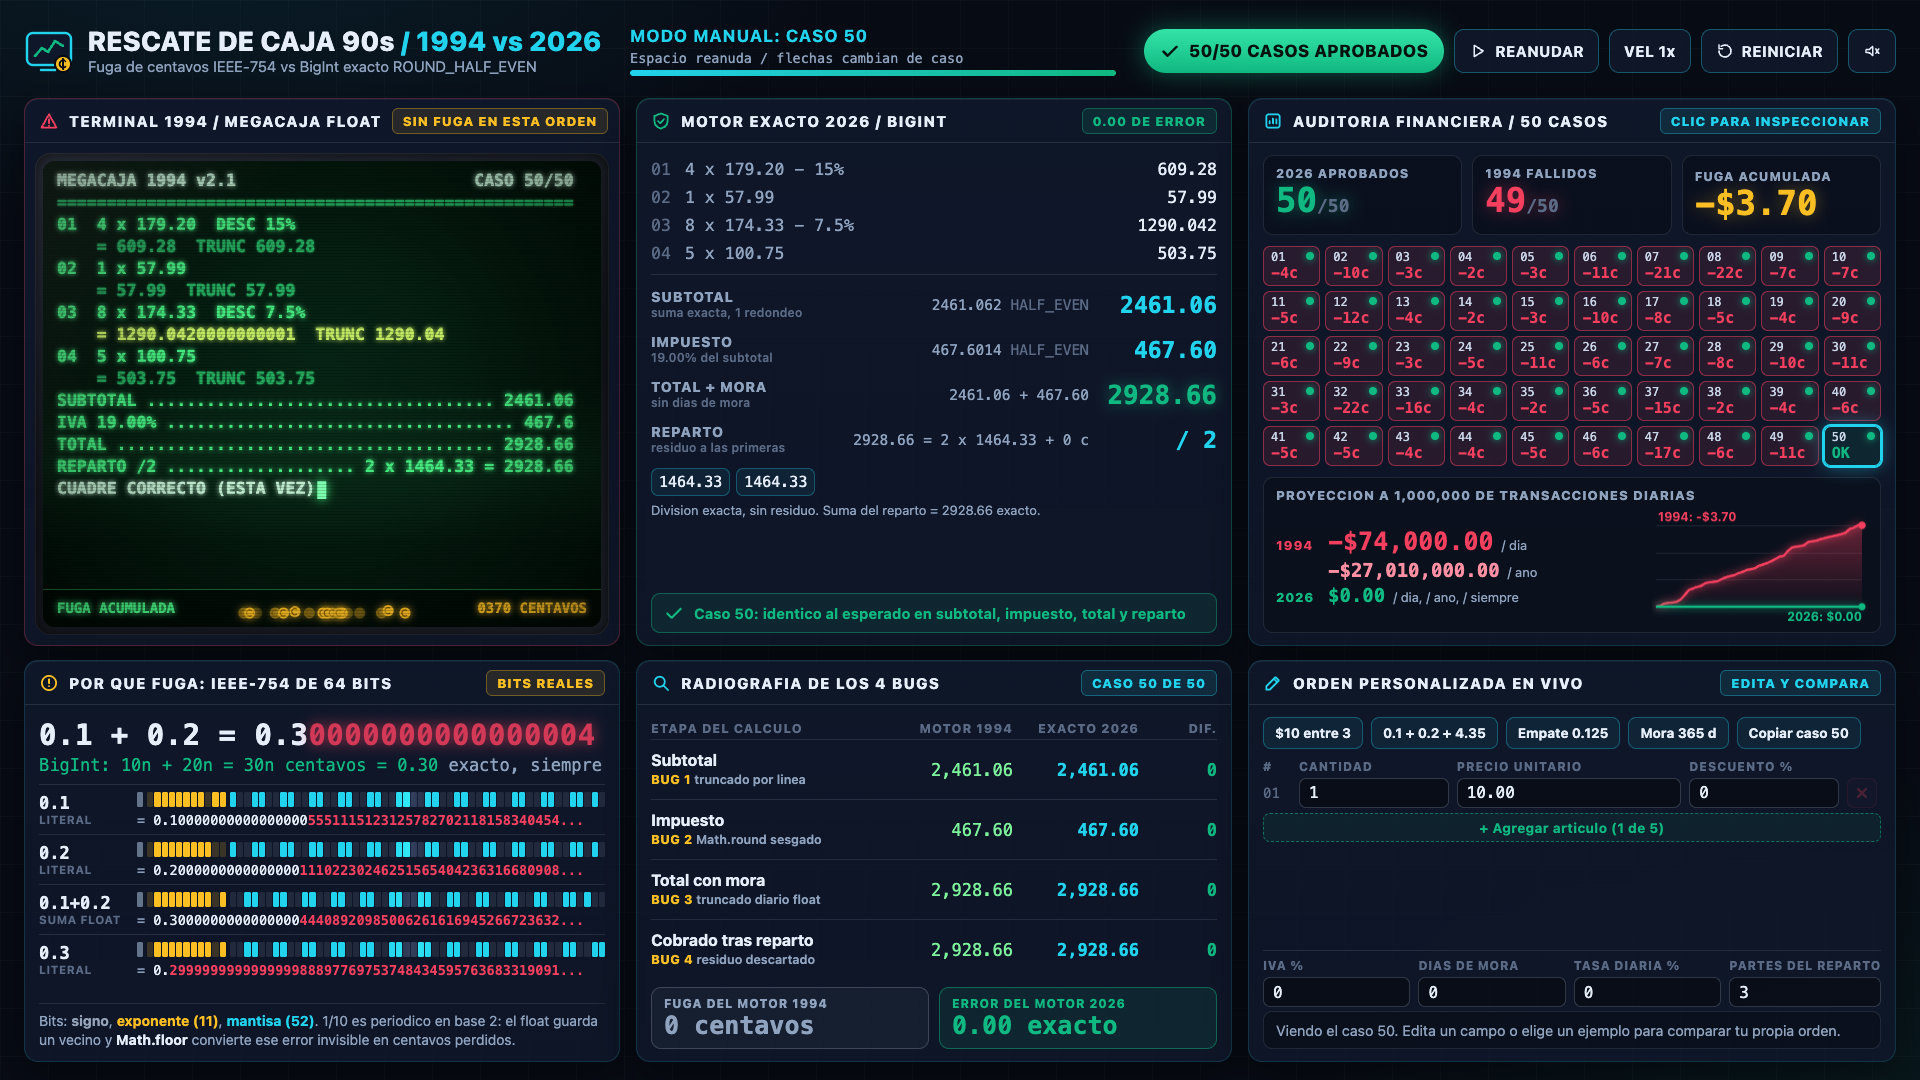 RESCATE DE CAJA 90s / 1994 vs 2026
Fuga de centavos IEEE-754 vs BigInt exacto ROUND_HALF_EVEN
MODO MANUAL: CASO 50
Espacio reanuda / flechas cambian de caso
50/50 CASOS APROBADOS
REANUDAR
VEL 1x
REINICIAR
TERMINAL 1994 / MEGACAJA FLOAT
SIN FUGA EN ESTA ORDEN
MEGACAJA 1994 v2.1 CASO 50/50
01 4 x 179.20 DESC 15%
= 609.28 TRUNC 609.28
02 1 x 57.99
= 57.99 TRUNC 57.99
03 8 x 174.33 DESC 7.5%
= 1290.0420000000001 TRUNC 1290.04
04 5 x 100.75
= 503.75 TRUNC 503.75
SUBTOTAL ................................... 2461.06
IVA 19.00% .................................... 467.6
TOTAL ...................................... 2928.66
REPARTO /2 ................... 2 x 1464.33 = 2928.66
CUADRE CORRECTO (ESTA VEZ)
FUGA ACUMULADA
0370 CENTAVOS
MOTOR EXACTO 2026 / BIGINT
0.00 DE ERROR
01 4 x 179.20 − 15% 609.28
02 1 x 57.99 57.99
03 8 x 174.33 − 7.5% 1290.042
04 5 x 100.75 503.75
SUBTOTAL 2461.062 HALF_EVEN 2461.06
suma exacta, 1 redondeo
IMPUESTO 467.6014 HALF_EVEN 467.60
19.00% del subtotal
TOTAL + MORA 2461.06 + 467.60 2928.66
sin dias de mora
REPARTO 2928.66 = 2 x 1464.33 + 0 c / 2
residuo a las primeras
1464.33 1464.33
Division exacta, sin residuo. Suma del reparto = 2928.66 exacto.
Caso 50: identico al esperado en subtotal, impuesto, total y reparto
AUDITORIA FINANCIERA / 50 CASOS
CLIC PARA INSPECCIONAR
2026 APROBADOS
50/50
1994 FALLIDOS
49/50
FUGA ACUMULADA
−$3.70
01 02 03 04 05 06 07 08 09 10
−4c −10c −3c −2c −3c −11c −21c −22c −7c −7c
11 12 13 14 15 16 17 18 19 20
−5c −12c −4c −2c −3c −10c −8c −5c −4c −9c
21 22 23 24 25 26 27 28 29 30
−6c −9c −3c −5c −11c −6c −7c −8c −10c −11c
31 32 33 34 35 36 37 38 39 40
−3c −22c −16c −4c −2c −5c −15c −2c −4c −6c
41 42 43 44 45 46 47 48 49 50
−5c −5c −4c −4c −5c −6c −17c −6c −11c OK
PROYECCION A 1,000,000 DE TRANSACCIONES DIARIAS
1994 −$74,000.00 / dia
−$27,010,000.00 / ano
2026 $0.00 / dia, / ano, / siempre
1994: -$3.70
2026: $0.00
POR QUE FUGA: IEEE-754 DE 64 BITS
BITS REALES
0.1 + 0.2 = 0.30000000000000004
BigInt: 10n + 20n = 30n centavos = 0.30 exacto, siempre
0.1
LITERAL = 0.1000000000000000055511151231257827021181583404 54...
0.2
LITERAL = 0.200000000000000011102230246251565404236316680908...
0.1+0.2
SUMA FLOAT = 0.300000000000000044408920985006261616945266723632...
0.3
LITERAL = 0.299999999999999988897769753748434595763683319091...
Bits: signo, exponente (11), mantisa (52). 1/10 es periodico en base 2: el float guarda
un vecino y Math.floor convierte ese error invisible en centavos perdidos.
RADIOGRAFIA DE LOS 4 BUGS
CASO 50 DE 50
ETAPA DEL CALCULO MOTOR 1994 EXACTO 2026 DIF.
Subtotal 2,461.06 2,461.06 0
BUG 1 truncado por linea
Impuesto 467.60 467.60 0
BUG 2 Math.round sesgado
Total con mora 2,928.66 2,928.66 0
BUG 3 truncado diario float
Cobrado tras reparto 2,928.66 2,928.66 0
BUG 4 residuo descartado
FUGA DEL MOTOR 1994
0 centavos
ERROR DEL MOTOR 2026
0.00 exacto
ORDEN PERSONALIZADA EN VIVO
EDITA Y COMPARA
$10 entre 3
0.1 + 0.2 + 4.35
Empate 0.125
Mora 365 d
Copiar caso 50
# CANTIDAD PRECIO UNITARIO DESCUENTO %
01 1 10.00 0
+ Agregar articulo (1 de 5)
IVA % DIAS DE MORA TASA DIARIA % PARTES DEL REPARTO
0 0 0 3
Viendo el caso 50. Edita un campo o elige un ejemplo para comparar tu propia orden.